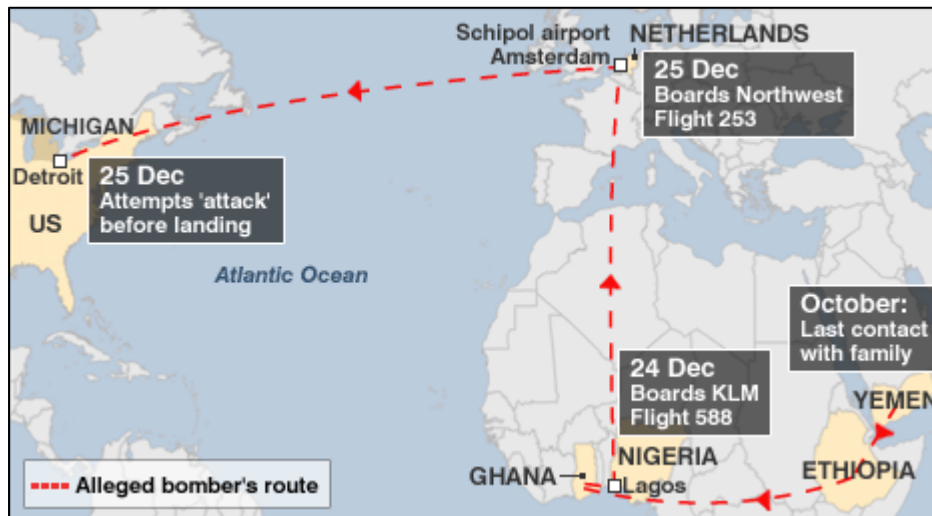 Schipol airport
Amsterdam
NETHERLANDS
25 Dec
Boards Northwest
Flight 253
MICHIGAN
Detroit
US
25 Dec
Attempts 'attack'
before landing
Atlantic Ocean
October:
Last contact
with family
24 Dec
Boards KLM
Flight 588
YEMEN
GHANA
NIGERIA
Lagos
ETHIOPIA
Alleged bomber's route